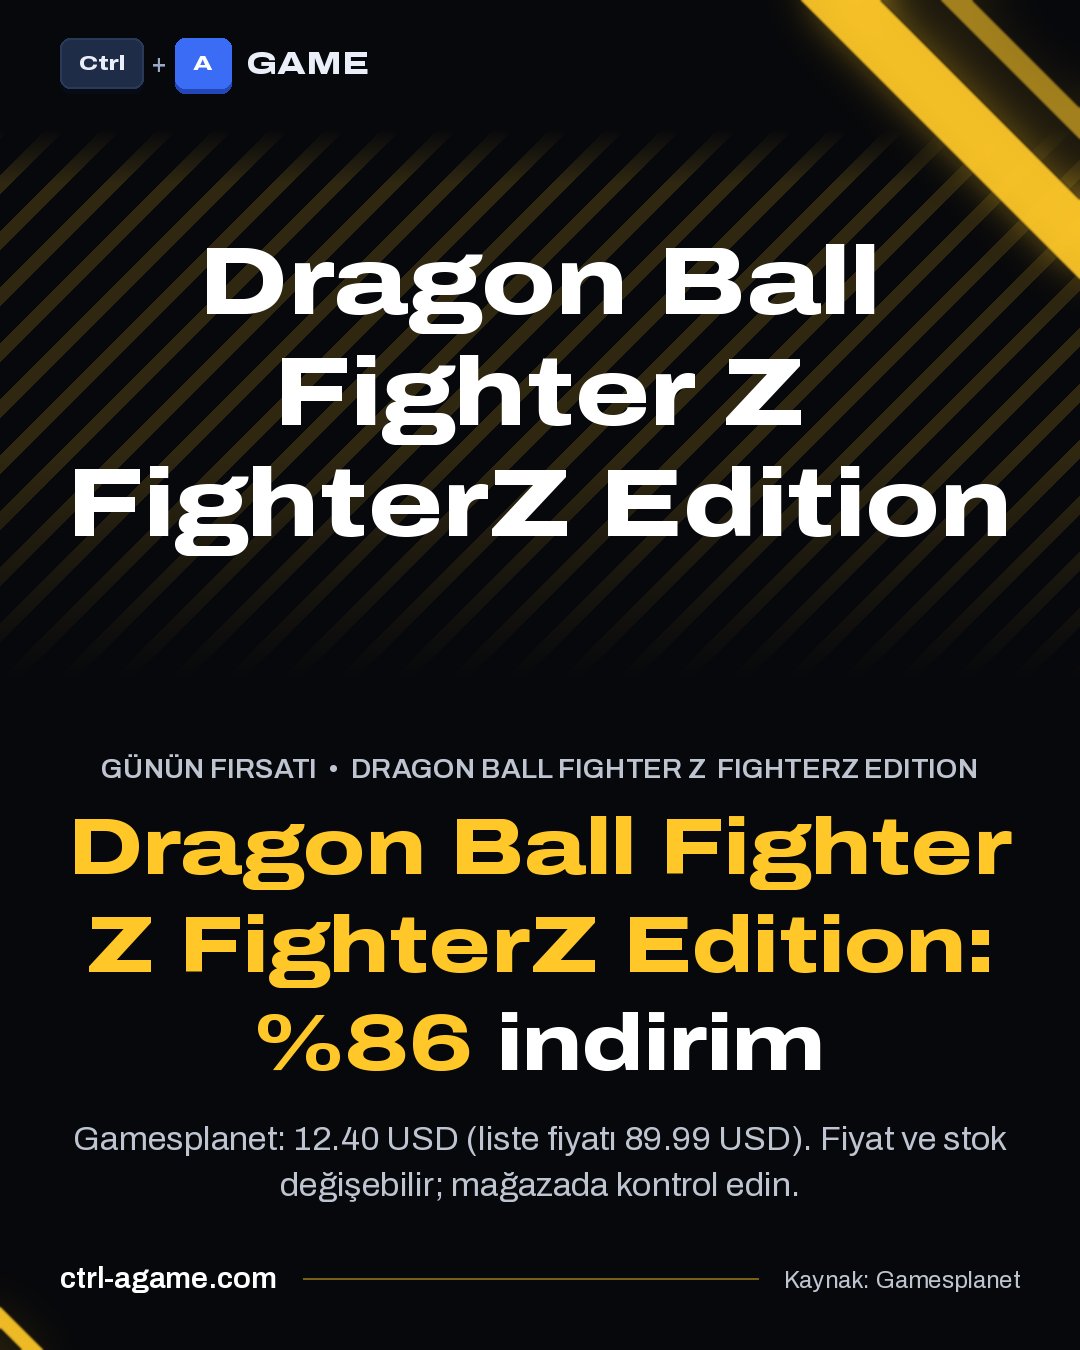 Ctrl + A GAME
Dragon Ball
Fighter Z
FighterZ Edition
GÜNÜN FIRSATI • DRAGON BALL FIGHTER Z FIGHTERZ EDITION
Dragon Ball Fighter
Z FighterZ Edition:
%86 indirim
Gamesplanet: 12.40 USD (liste fiyatı 89.99 USD). Fiyat ve stok
değişebilir; mağazada kontrol edin.
ctrl-agame.com
Kaynak: Gamesplanet